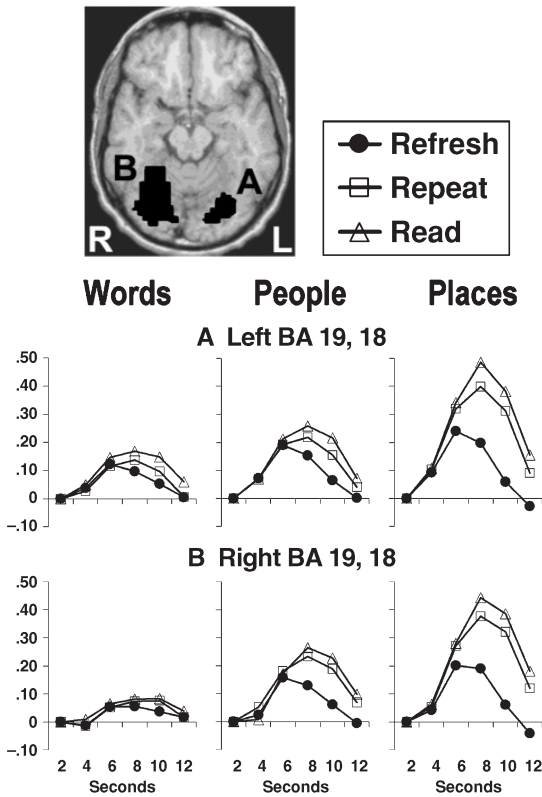 B
A
R
L
Refresh
Repeat
Read
Words People Places
A Left BA 19, 18
.50
.40
.30
.20
.10
0
–.10
B Right BA 19, 18
.50
.40
.30
.20
.10
0
–.10
2 4 6 8 10 12 2 4 6 8 10 12 2 4 6 8 10 12
Seconds Seconds Seconds